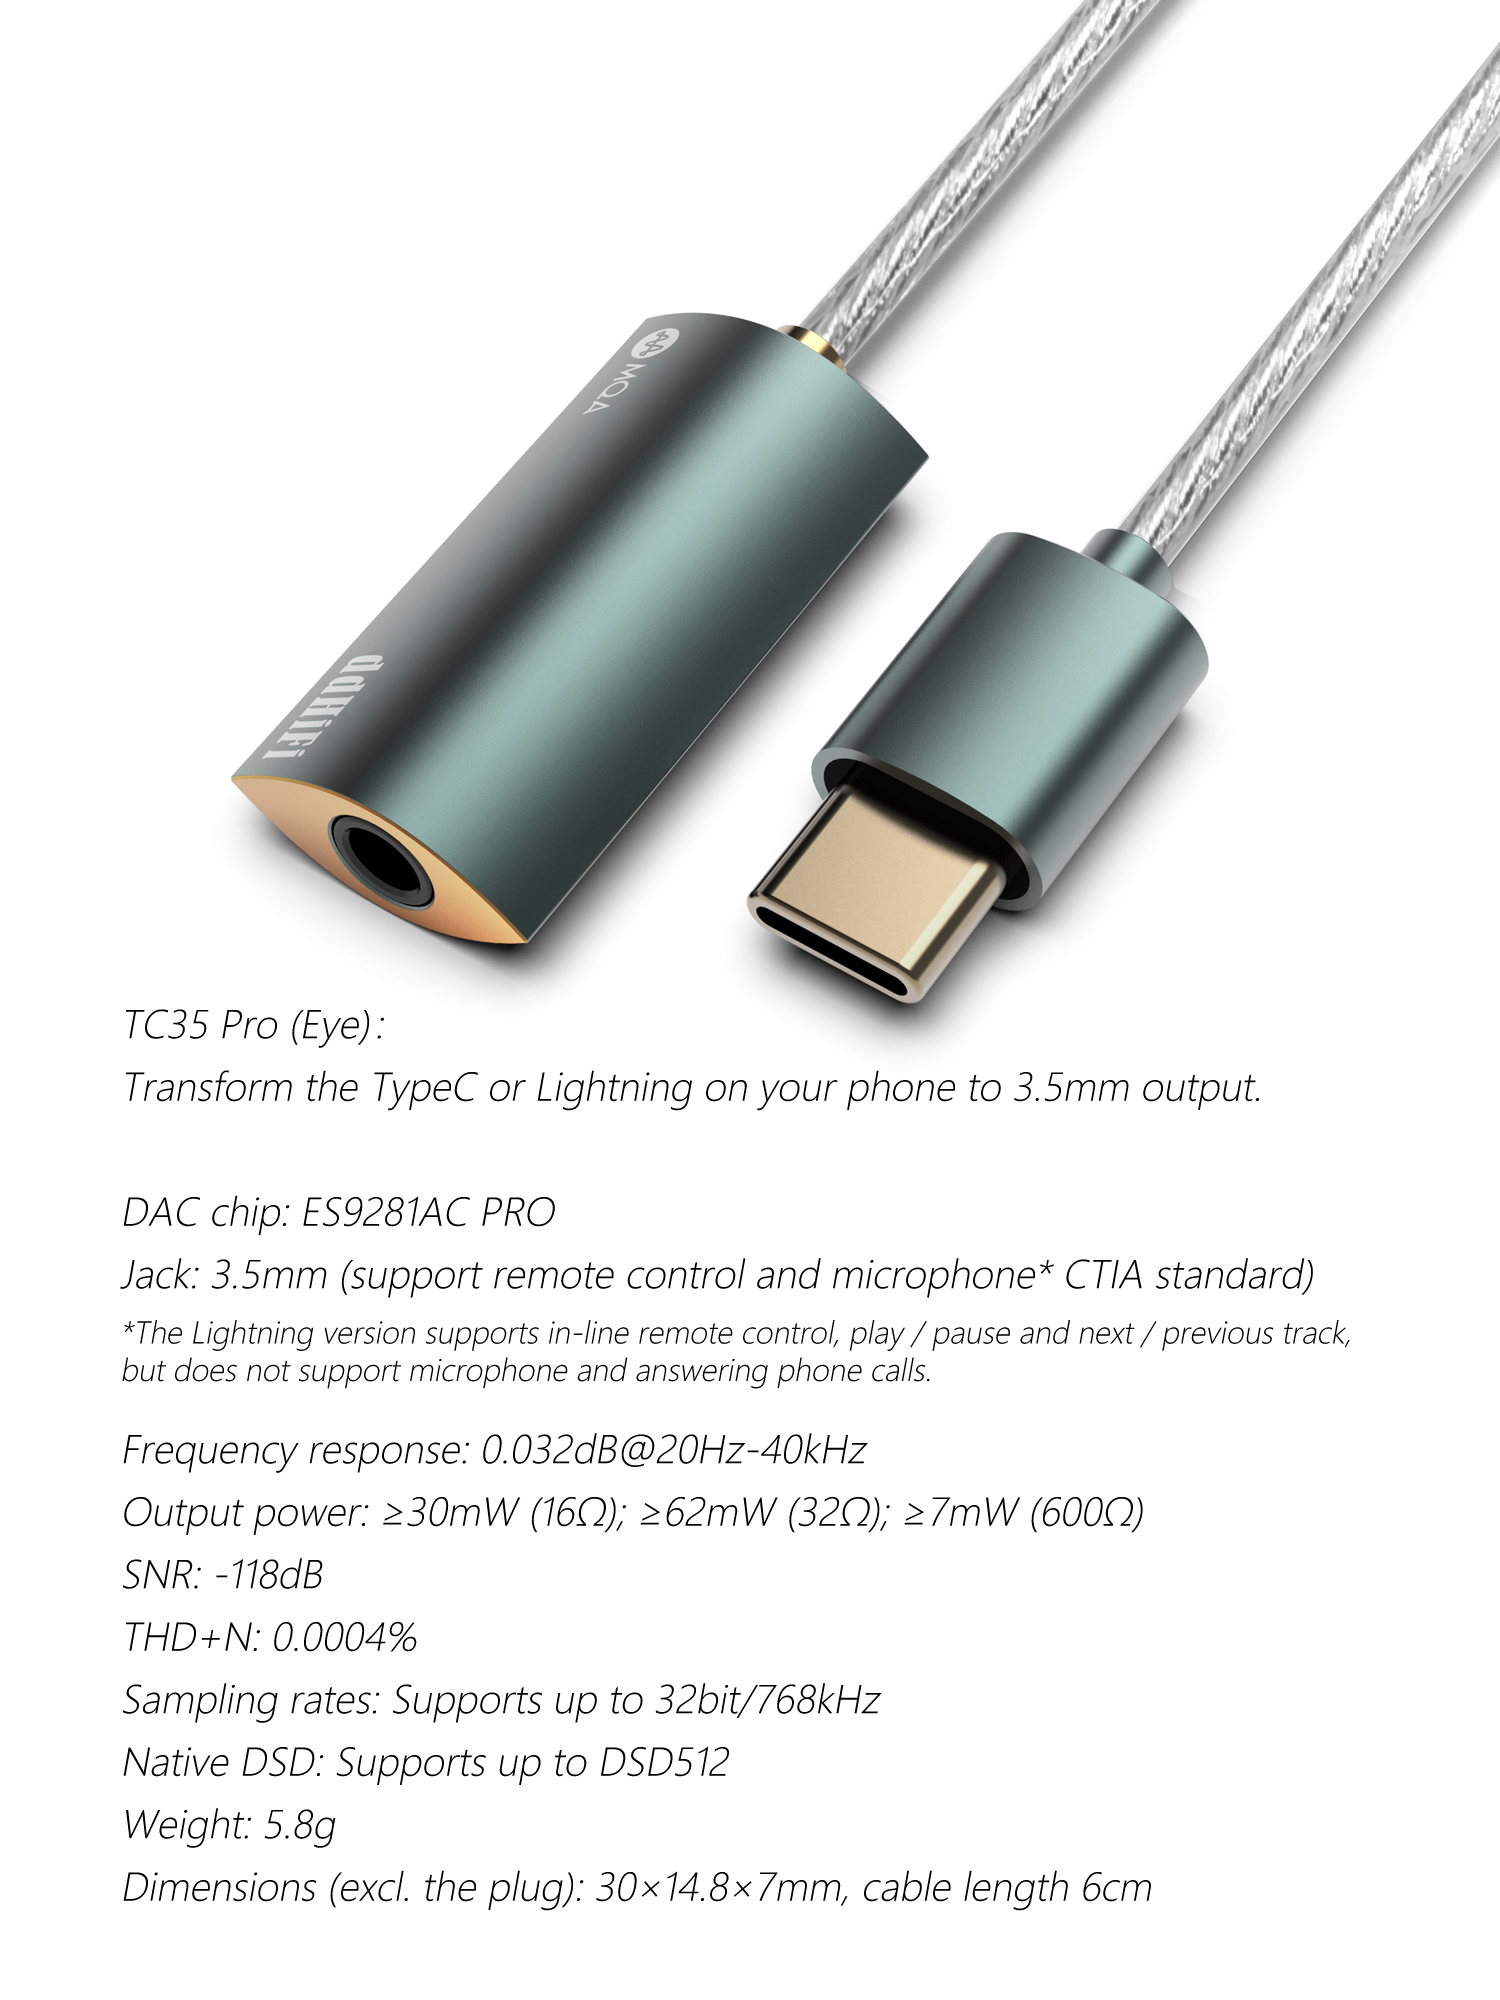 MQA
ddHiFi
TC35 Pro (Eye):
Transform the TypeC or Lightning on your phone to 3.5mm output.
DAC chip: ES9281AC PRO
Jack: 3.5mm (support remote control and microphone* CTIA standard)
*The Lightning version supports in-line remote control, play / pause and next / previous track,
but does not support microphone and answering phone calls.
Frequency response: 0.032dB@20Hz-40kHz
Output power: ≥30mW (16Ω); ≥62mW (32Ω); ≥7mW (600Ω)
SNR: -118dB
THD+N: 0.0004%
Sampling rates: Supports up to 32bit/768kHz
Native DSD: Supports up to DSD512
Weight: 5.8g
Dimensions (excl. the plug): 30×14.8×7mm, cable length 6cm